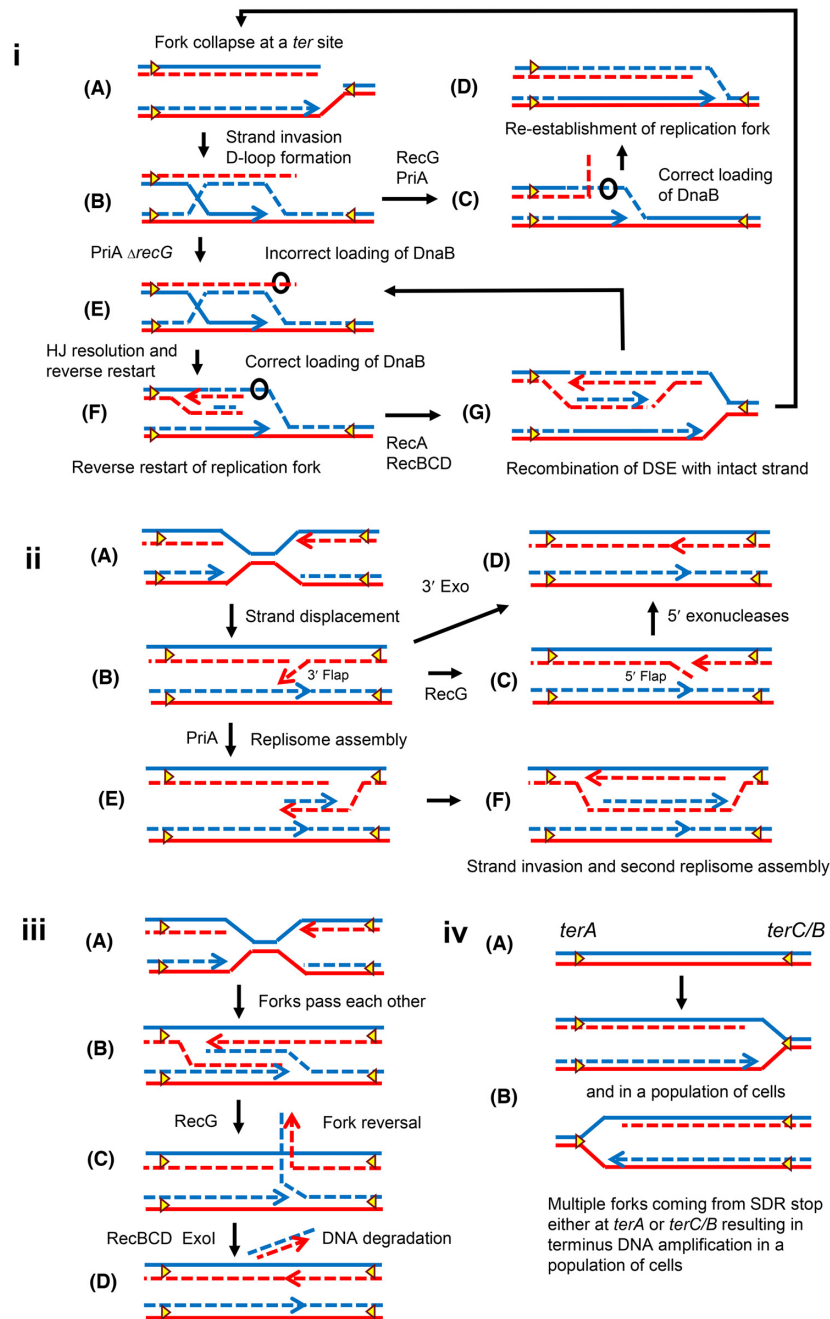 i
Fork collapse at a ter site
(A)
(D)
Strand invasion
D-loop formation
Re-establishment of replication fork
RecG
PriA
(B)
(C)
Correct loading
of DnaB
PriA ΔrecG
Incorrect loading of DnaB
(E)
HJ resolution and
reverse restart
Correct loading of DnaB
(F)
(G)
RecA
RecBCD
Reverse restart of replication fork
Recombination of DSE with intact strand
ii
(A)
(D)
3′ Exo
Strand displacement
5′ exonucleases
(B)
3′ Flap
RecG
(C)
5′ Flap
PriA
Replisome assembly
(E)
(F)
Strand invasion and second replisome assembly
iii
(A)
Forks pass each other
(B)
RecG
Fork reversal
(C)
RecBCD ExoI
DNA degradation
(D)
iv
terA
terC/B
(A)
and in a population of cells
(B)
Multiple forks coming from SDR stop
either at terA or terC/B resulting in
terminus DNA amplification in a
population of cells